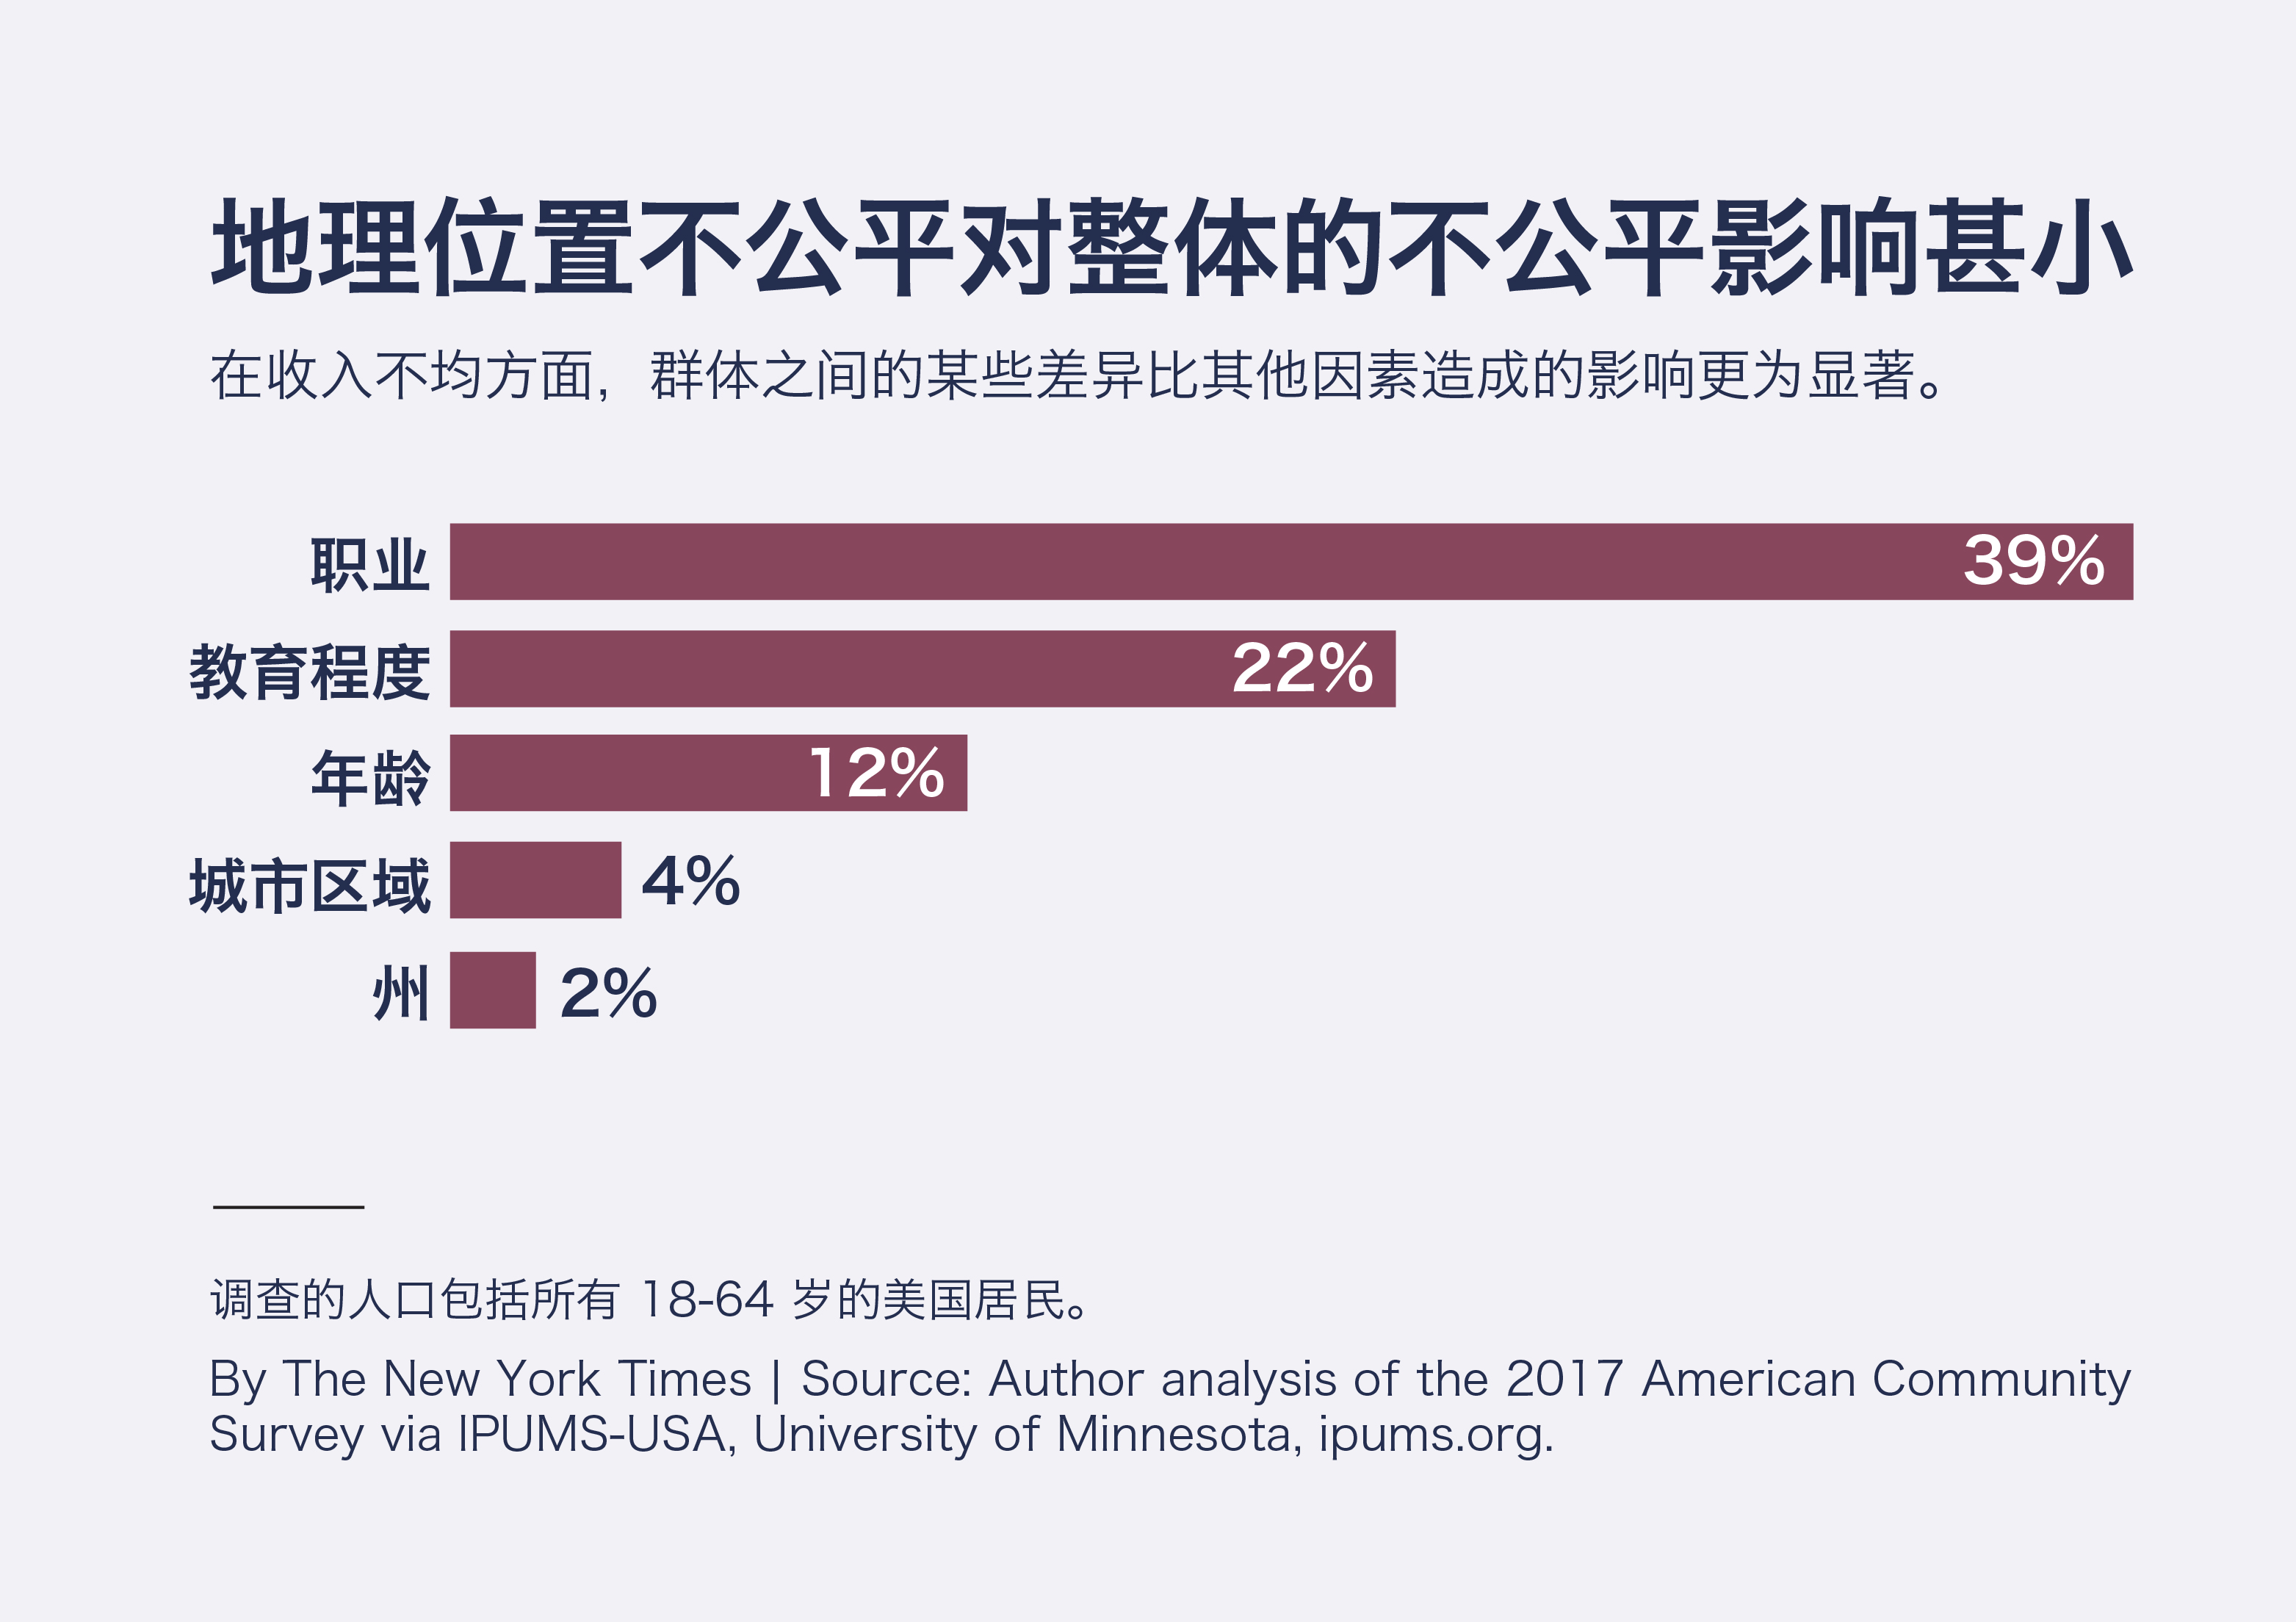 地理位置不公平对整体的不公平影响甚小
在收入不均方面，群体之间的某些差异比其他因素造成的影响更为显著。
职业 39%
教育程度 22%
年龄 12%
城市区域 4%
州 2%
调查的人口包括所有 18-64 岁的美国居民。
By The New York Times | Source: Author analysis of the 2017 American Community
Survey via IPUMS-USA, University of Minnesota, ipums.org.